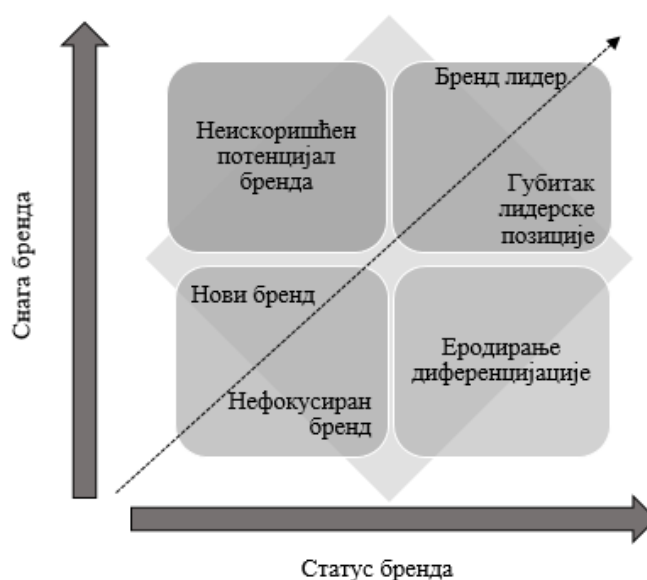 Бренд лидер
Неискоришћен
потенцијал
бренда
Губитак
лидерске
позиције
Снага бренда
Нови бренд
Нефокусиран
бренд
Еродирање
диференцијације
Статус бренда